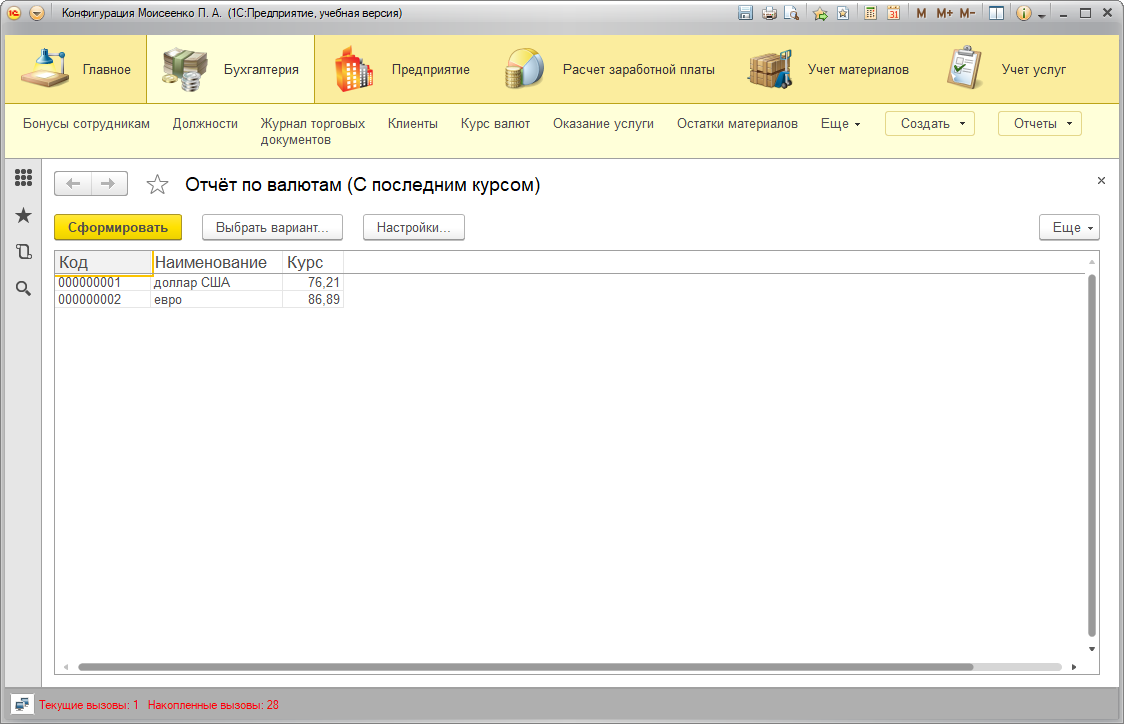 Конфигурация Моисеенко П. А. (1С:Предприятие, учебная версия)
M M+ M-
31
Главное
Бухгалтерия
Предприятие
Расчет заработной платы
Учет материалов
Учет услуг
Бонусы сотрудникам
Должности
Журнал торговых
документов
Клиенты
Курс валют
Оказание услуги
Остатки материалов
Еще
Создать
Отчеты
Отчёт по валютам (С последним курсом)
Сформировать
Выбрать вариант...
Настройки...
Еще
Код Наименование Курс
000000001 доллар США 76,21
000000002 евро 86,89
Текущие вызовы: 1 Накопленные вызовы: 28